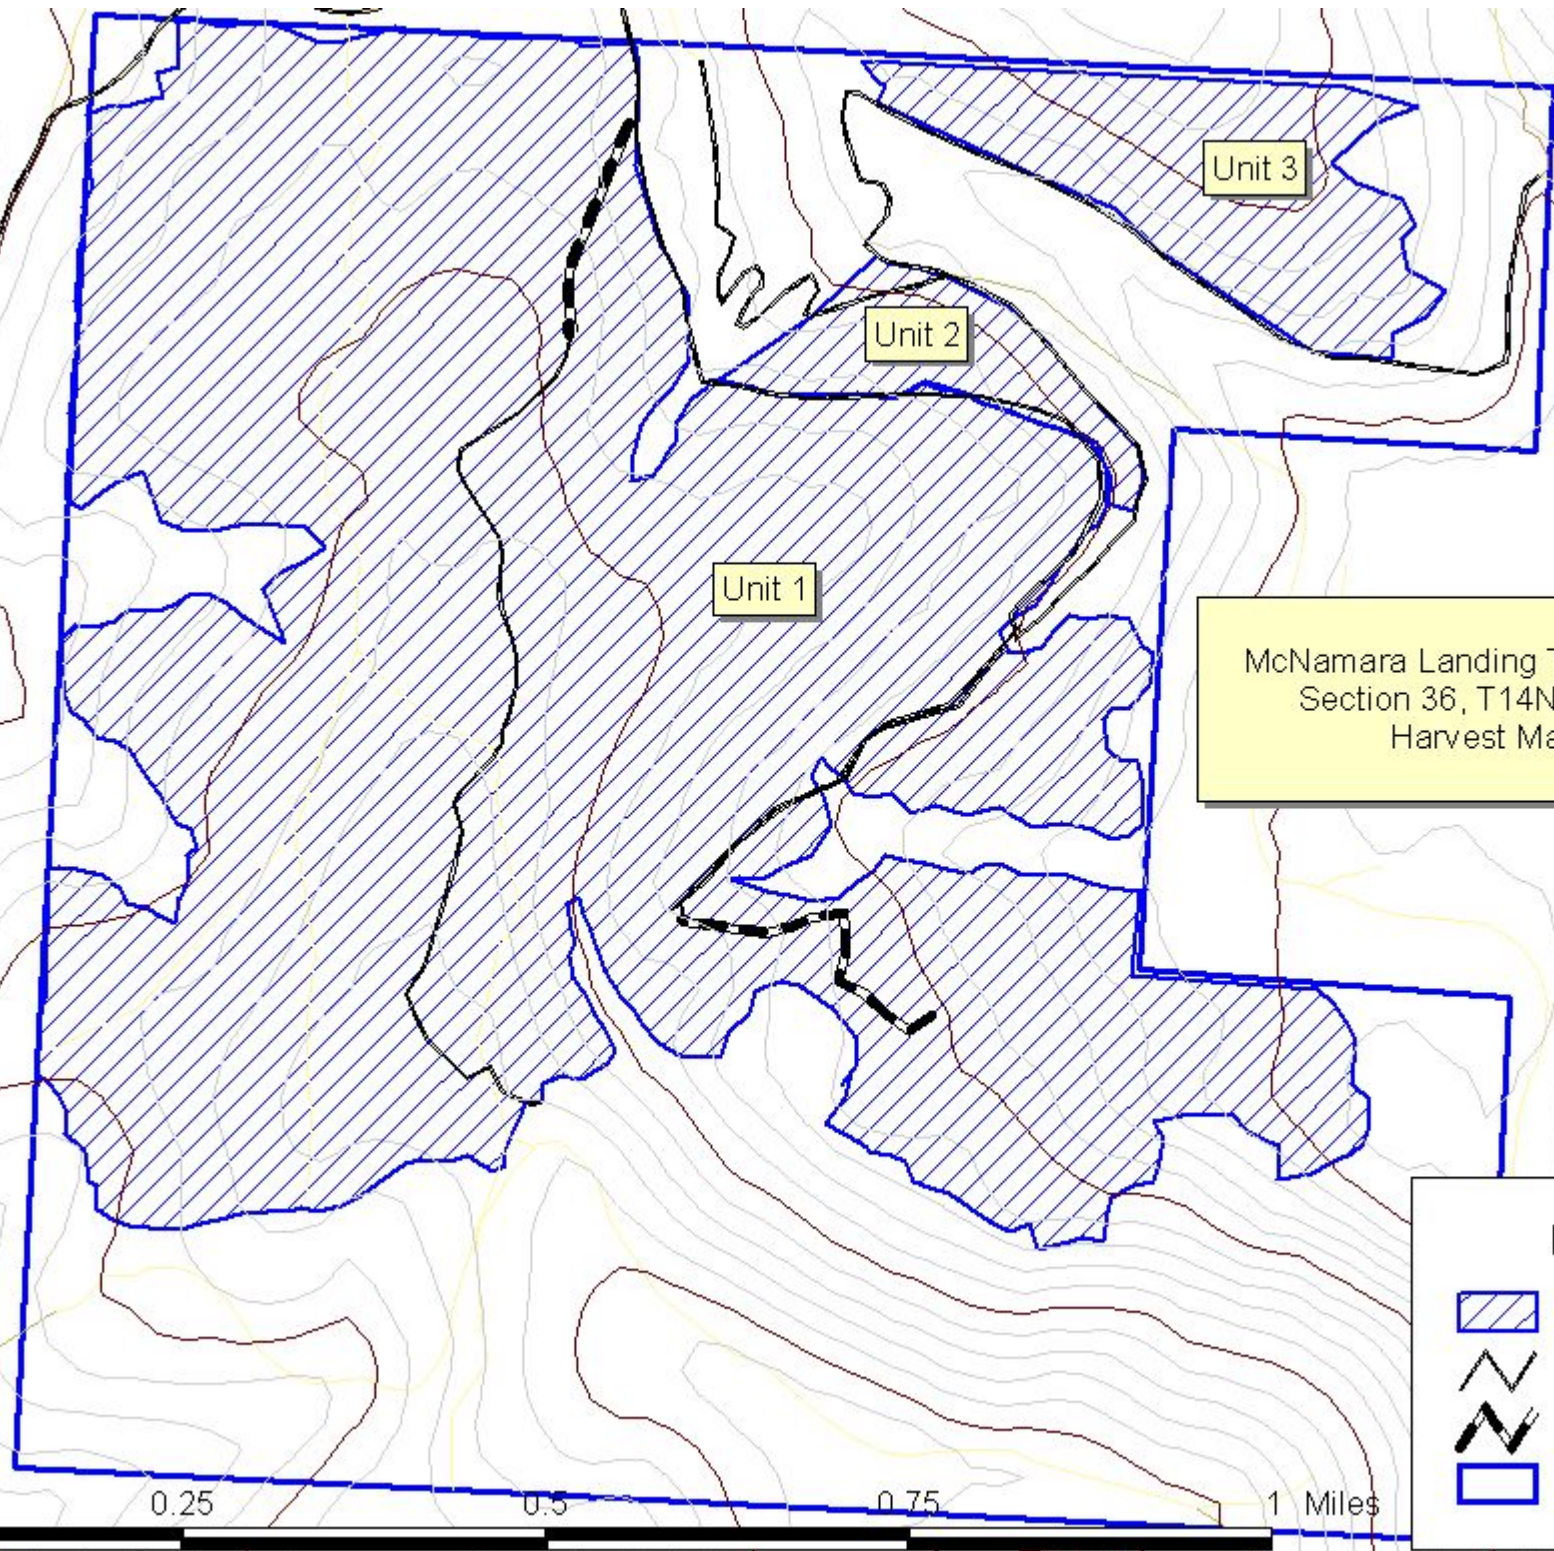 Unit 3
Unit 2
Unit 1
McNamara Landing
Section 36, T14N
Harvest
0.25 0.5 0.75 1 Miles